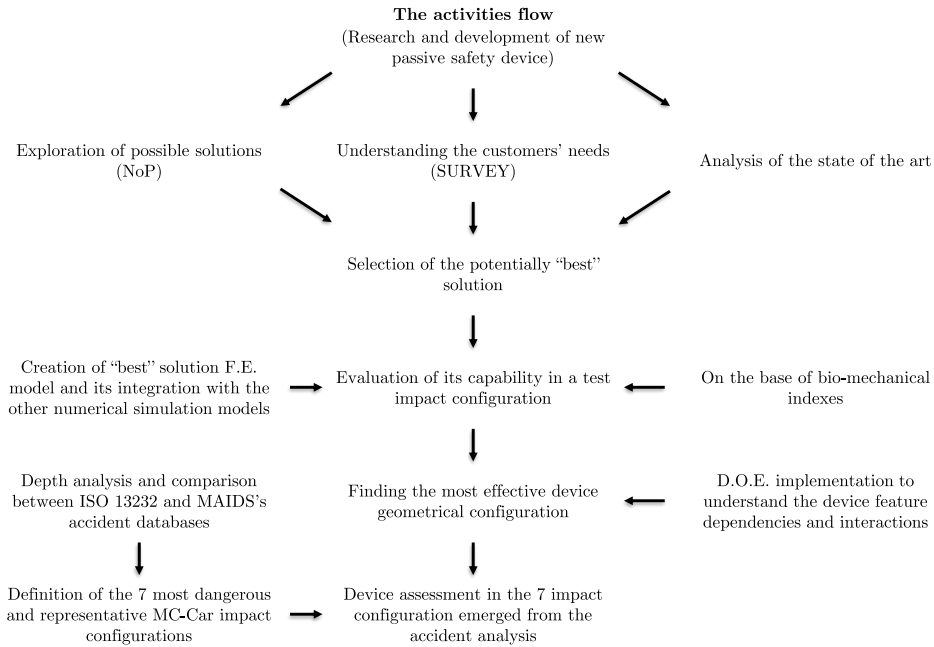 The activities flow
(Research and development of new
passive safety device)
Exploration of possible solutions
(NoP)
Understanding the customers' needs
(SURVEY)
Analysis of the state of the art
Selection of the potentially “best”
solution
Creation of “best” solution F.E.
model and its integration with the
other numerical simulation models
Evaluation of its capability in a test
impact configuration
On the base of bio-mechanical
indexes
Depth analysis and comparison
between ISO 13232 and MAIDS's
accident databases
Finding the most effective device
geometrical configuration
D.O.E. implementation to
understand the device feature
dependencies and interactions
Definition of the 7 most dangerous
and representative MC-Car impact
configurations
Device assessment in the 7 impact
configuration emerged from the
accident analysis